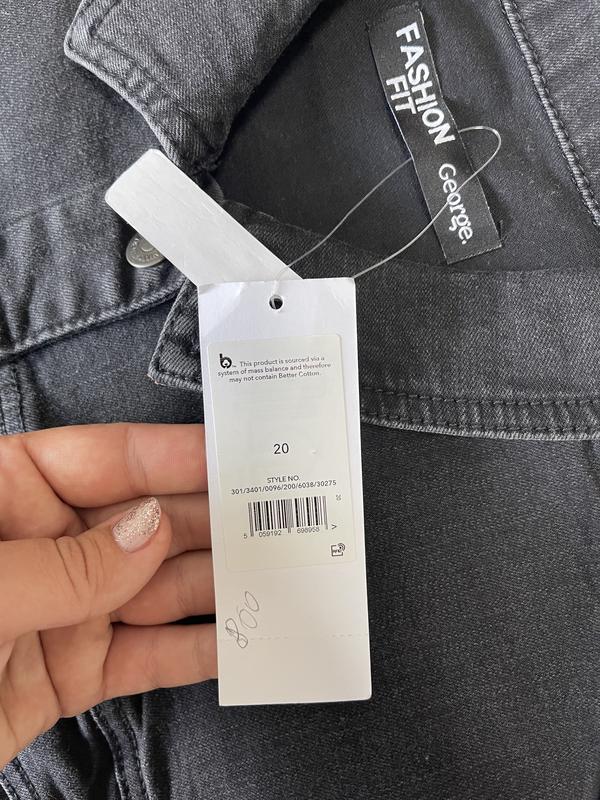 FASHION
FIT
George.
b™ This product is sourced via a
system of mass balance and therefore
may not contain Better Cotton.
20
STYLE NO.
301/3401/0096/200/6038/30275
5 059192 698958 V
800